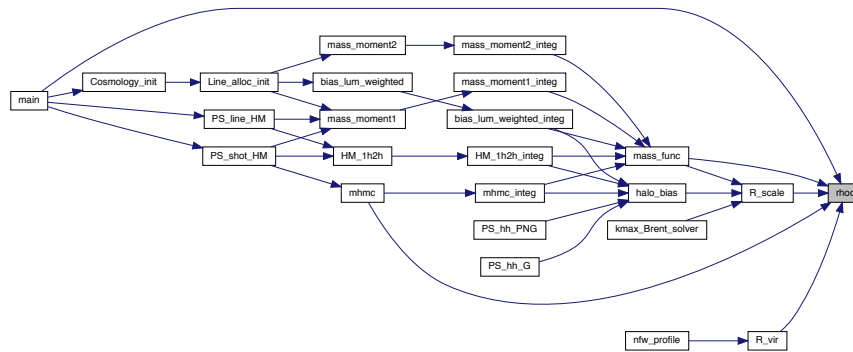 mass_moment2
mass_moment2_integ
main
Cosmology_init
Line_alloc_init
bias_lum_weighted
mass_moment1_integ
PS_line_HM
mass_moment1
bias_lum_weighted_integ
PS_shot_HM
HM_1h2h
HM_1h2h_integ
mass_func
mhmc
mhmc_integ
halo_bias
R_scale
rhoc
PS_hh_PNG
kmax_Brent_solver
PS_hh_G
nfw_profile
R_vir